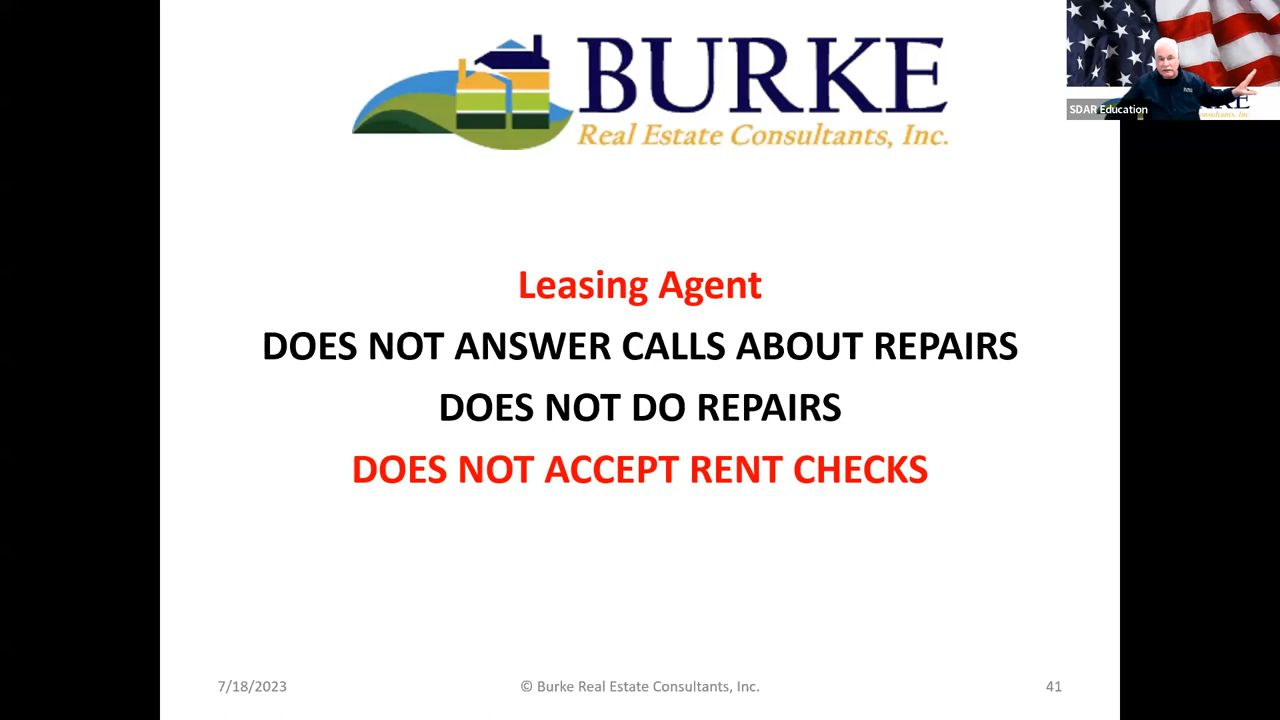 BURKE
Real Estate Consultants, Inc.
SDAR Education
Leasing Agent
DOES NOT ANSWER CALLS ABOUT REPAIRS
DOES NOT DO REPAIRS
DOES NOT ACCEPT RENT CHECKS
7/18/2023
© Burke Real Estate Consultants, Inc.
41